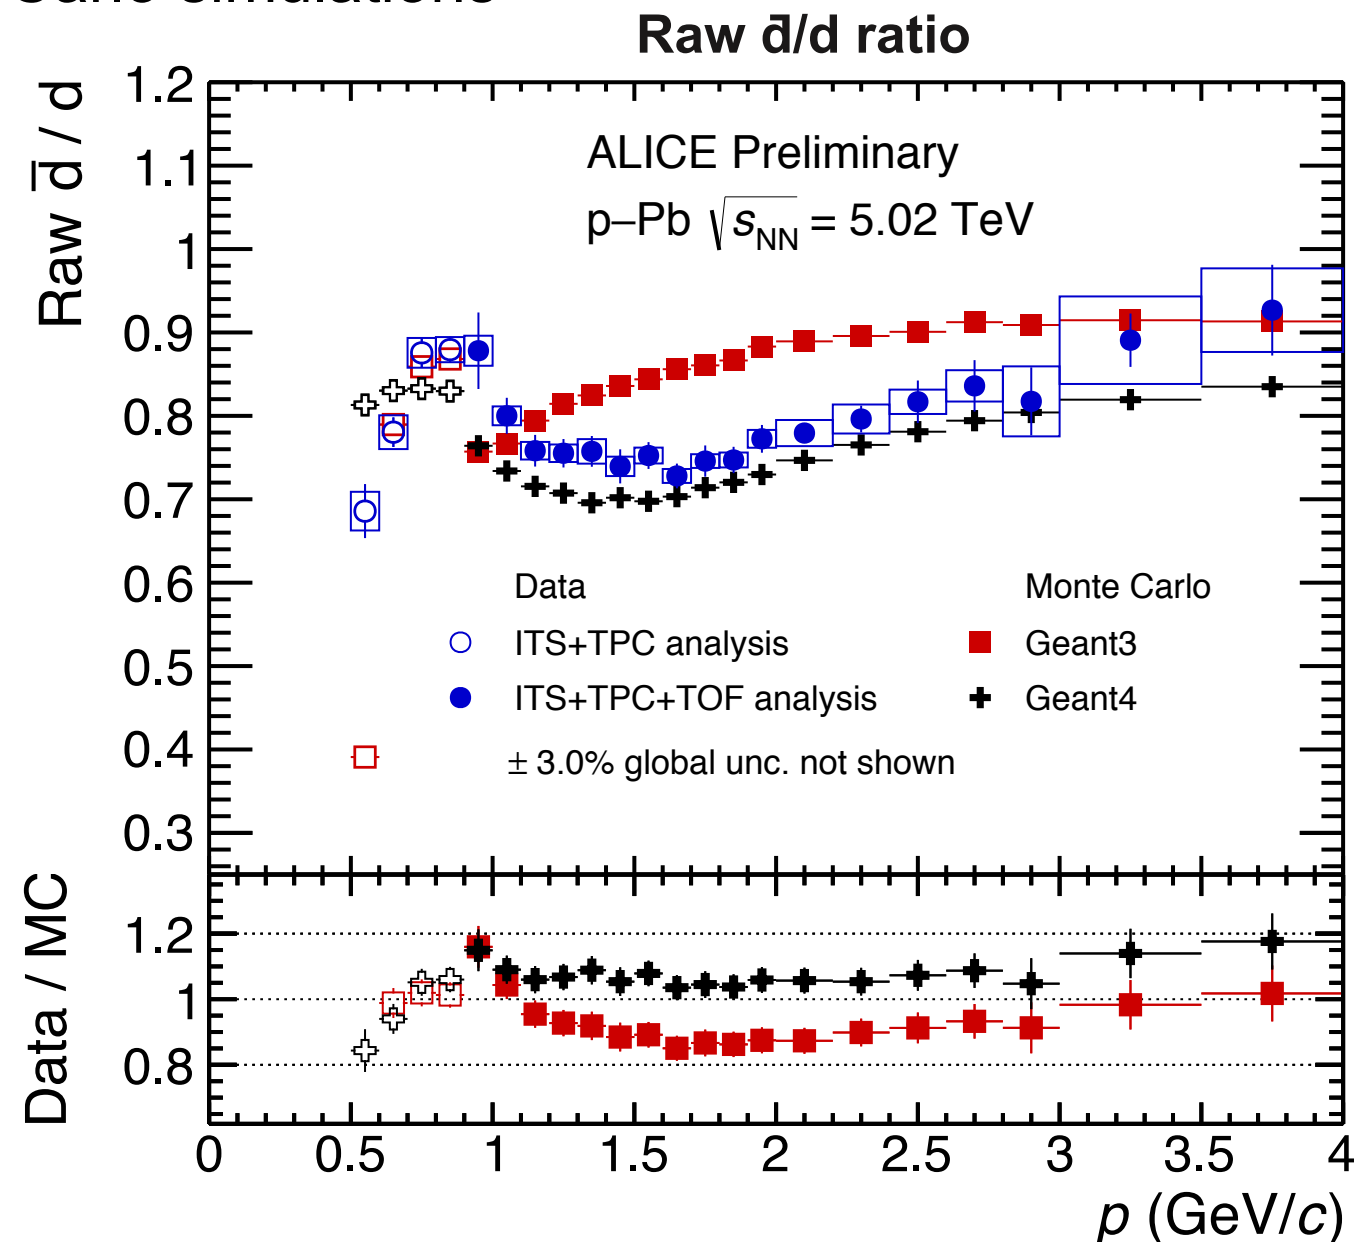 Raw d̄/d ratio
Raw d̄ / d
1.2
1.1
1
0.9
0.8
0.7
0.6
0.5
0.4
0.3
ALICE Preliminary
p–Pb √sNN = 5.02 TeV
Data
Monte Carlo
ITS+TPC analysis
Geant3
ITS+TPC+TOF analysis
Geant4
± 3.0% global unc. not shown
Data / MC
1.2
1
0.8
0 0.5 1 1.5 2 2.5 3 3.5 4
p (GeV/c)